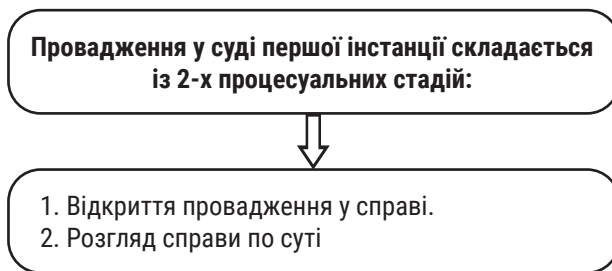 Провадження у суді першої інстанції складається
із 2-х процесуальних стадій:
1. Відкриття провадження у справі.
2. Розгляд справи по суті